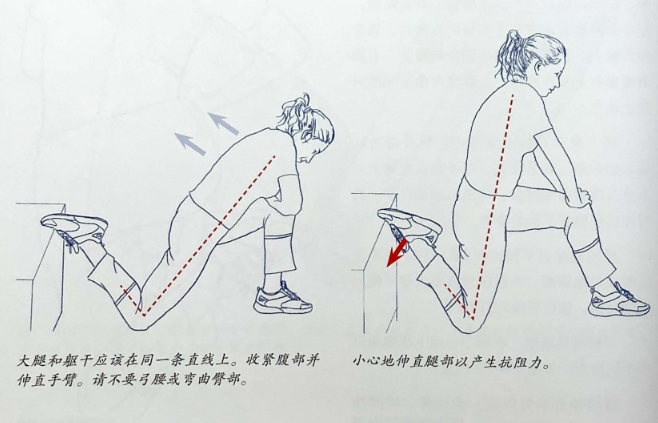 大腿和躯干应该在同一条直线上。收紧腹部并
伸直手臂。请不要弓腰或弯曲臀部。
小心地伸直腿部以产生抗阻力。